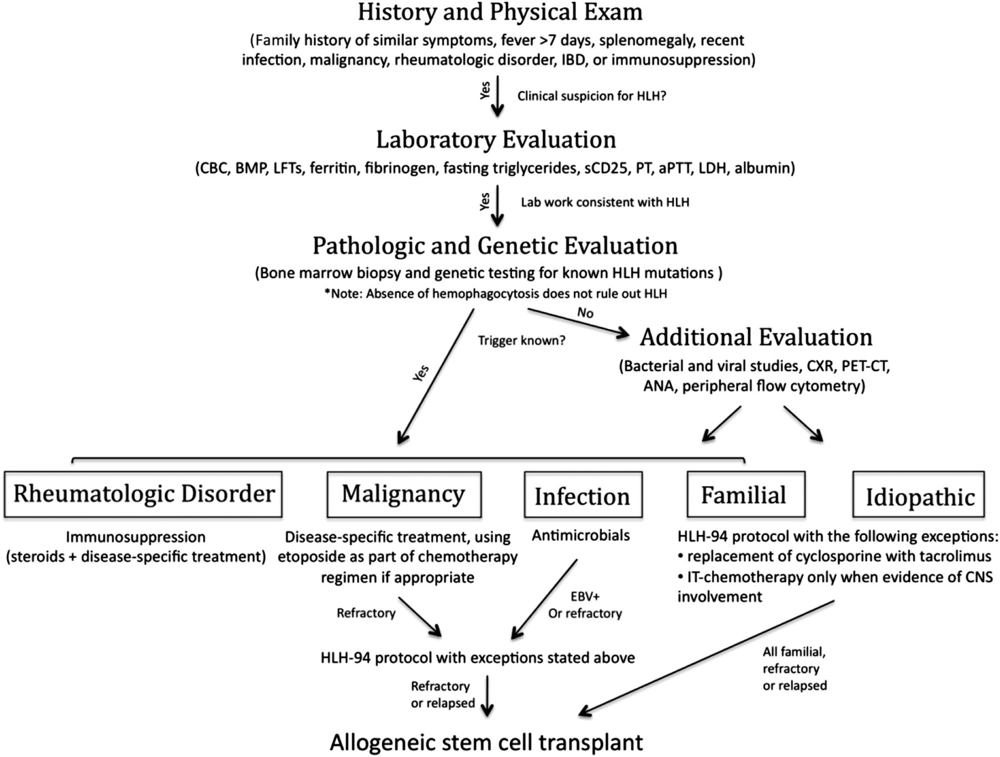 History and Physical Exam
(Family history of similar symptoms, fever >7 days, splenomegaly, recent
infection, malignancy, rheumatologic disorder, IBD, or immunosuppression)
Yes
Clinical suspicion for HLH?
Laboratory Evaluation
(CBC, BMP, LFTs, ferritin, fibrinogen, fasting triglycerides, sCD25, PT, aPTT, LDH, albumin)
Yes
Lab work consistent with HLH
Pathologic and Genetic Evaluation
(Bone marrow biopsy and genetic testing for known HLH mutations )
*Note: Absence of hemophagocytosis does not rule out HLH
No
Trigger known?
Yes
Additional Evaluation
(Bacterial and viral studies, CXR, PET-CT,
ANA, peripheral flow cytometry)
Rheumatologic Disorder
Immunosuppression
(steroids + disease-specific treatment)
Malignancy
Disease-specific treatment, using
etoposide as part of chemotherapy
regimen if appropriate
Infection
Antimicrobials
Familial
Idiopathic
HLH-94 protocol with the following exceptions:
• replacement of cyclosporine with tacrolimus
• IT-chemotherapy only when evidence of CNS
involvement
Refractory
EBV+
Or refractory
HLH-94 protocol with exceptions stated above
Refractory
or relapsed
All familial,
refractory
or relapsed
Allogeneic stem cell transplant